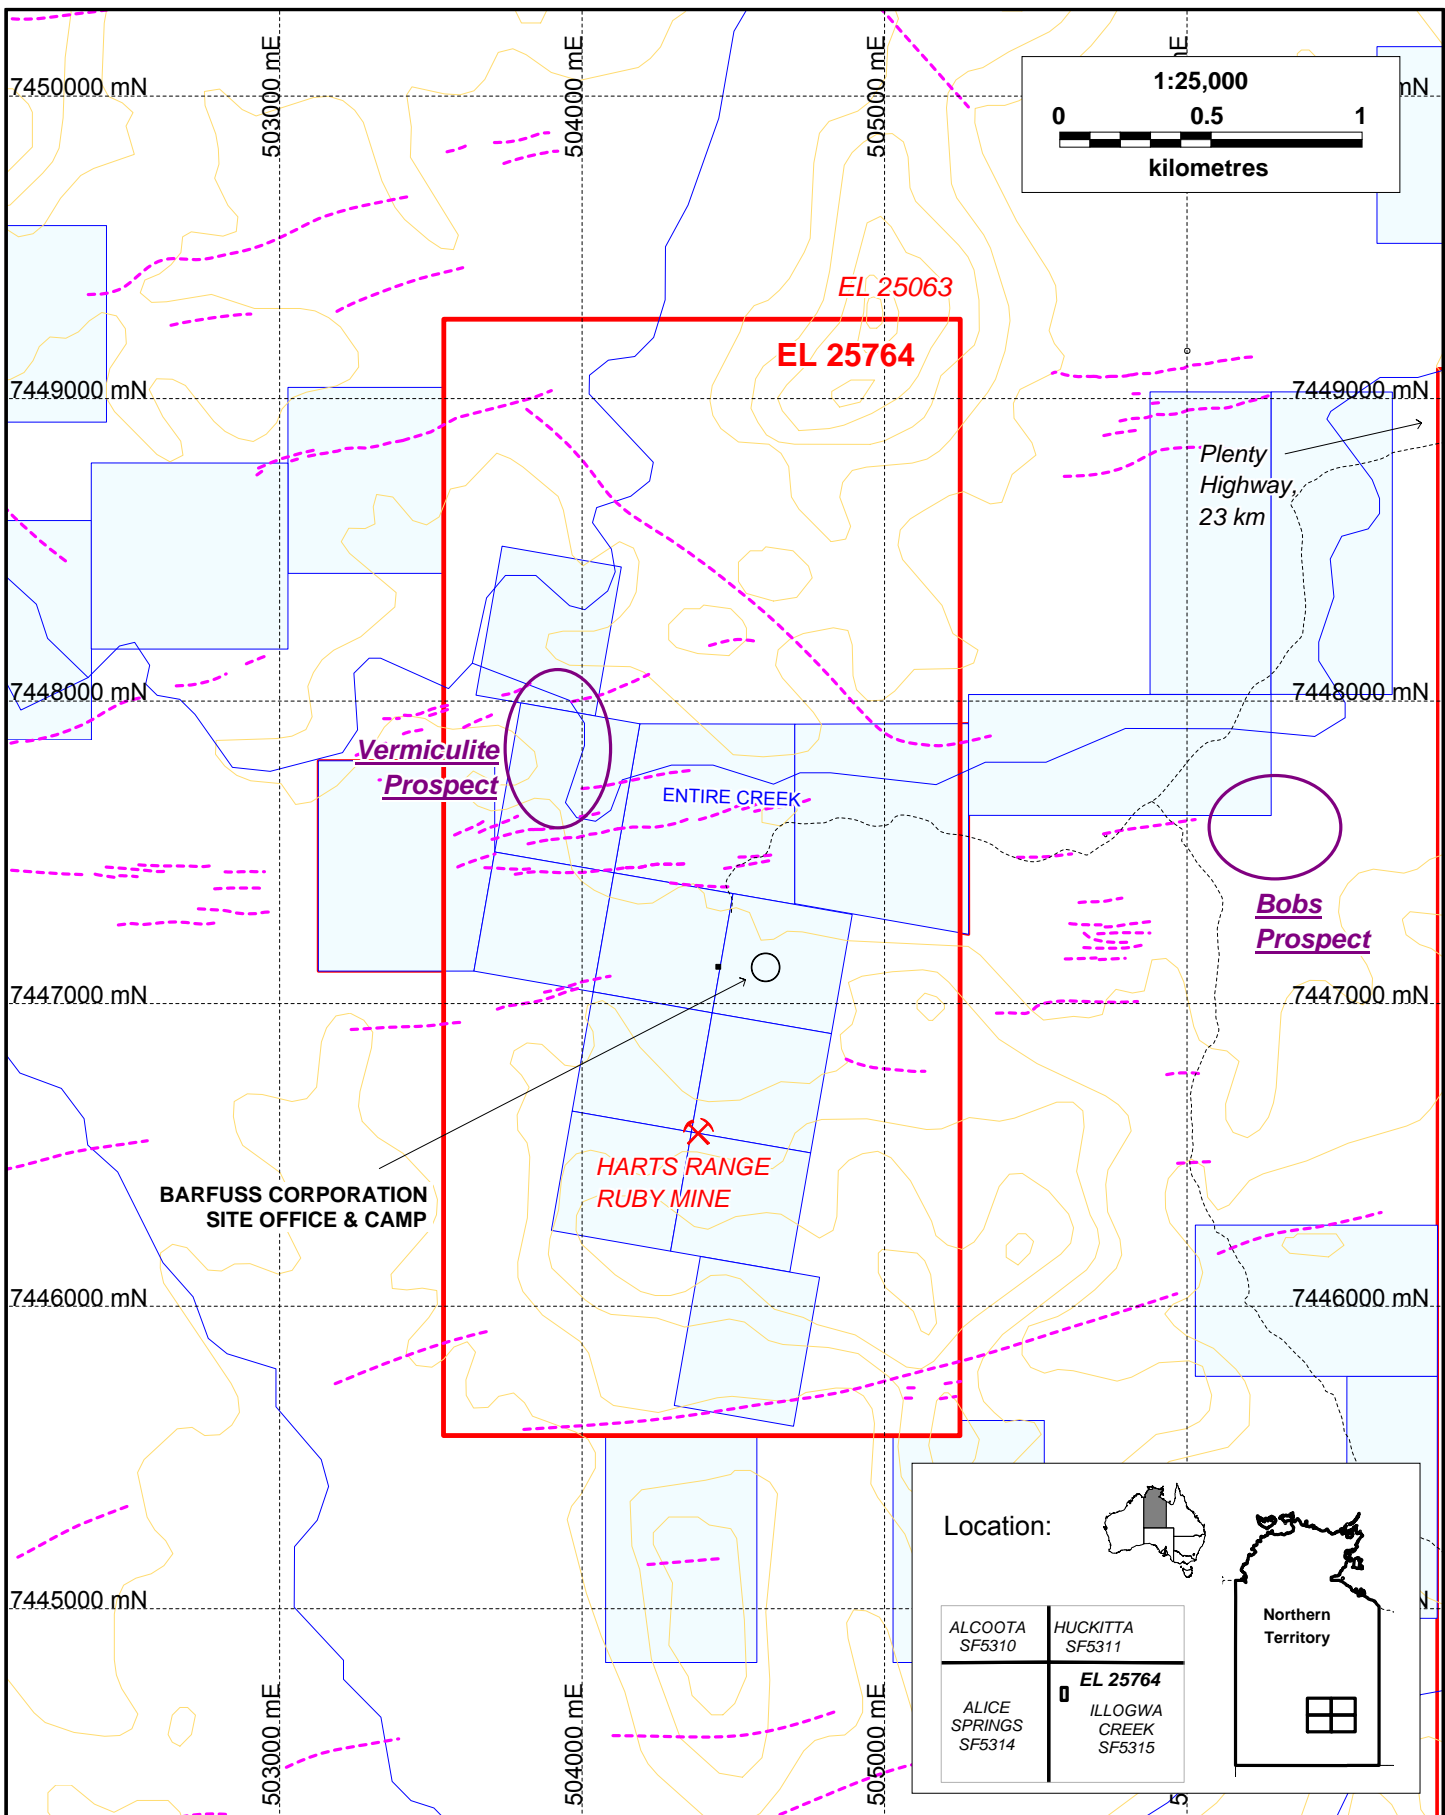 503000 mE
504000 mE
505000 mE
mE
7450000 mN
mN
1:25,000
0 0.5 1
kilometres
EL 25063
EL 25764
7449000 mN
7449000 mN
Plenty
Highway,
23 km
7448000 mN
7448000 mN
Vermiculite
Prospect
ENTIRE CREEK
Bobs
Prospect
7447000 mN
7447000 mN
HARTS RANGE
RUBY MINE
BARFUSS CORPORATION
SITE OFFICE & CAMP
7446000 mN
7446000 mN
7445000 mN
N
Location:
ALCOOTA
SF5310
HUCKITTA
SF5311
EL 25764
ALICE
SPRINGS
SF5314
ILLOGWA
CREEK
SF5315
Northern
Territory
503000 mE
504000 mE
505000 mE